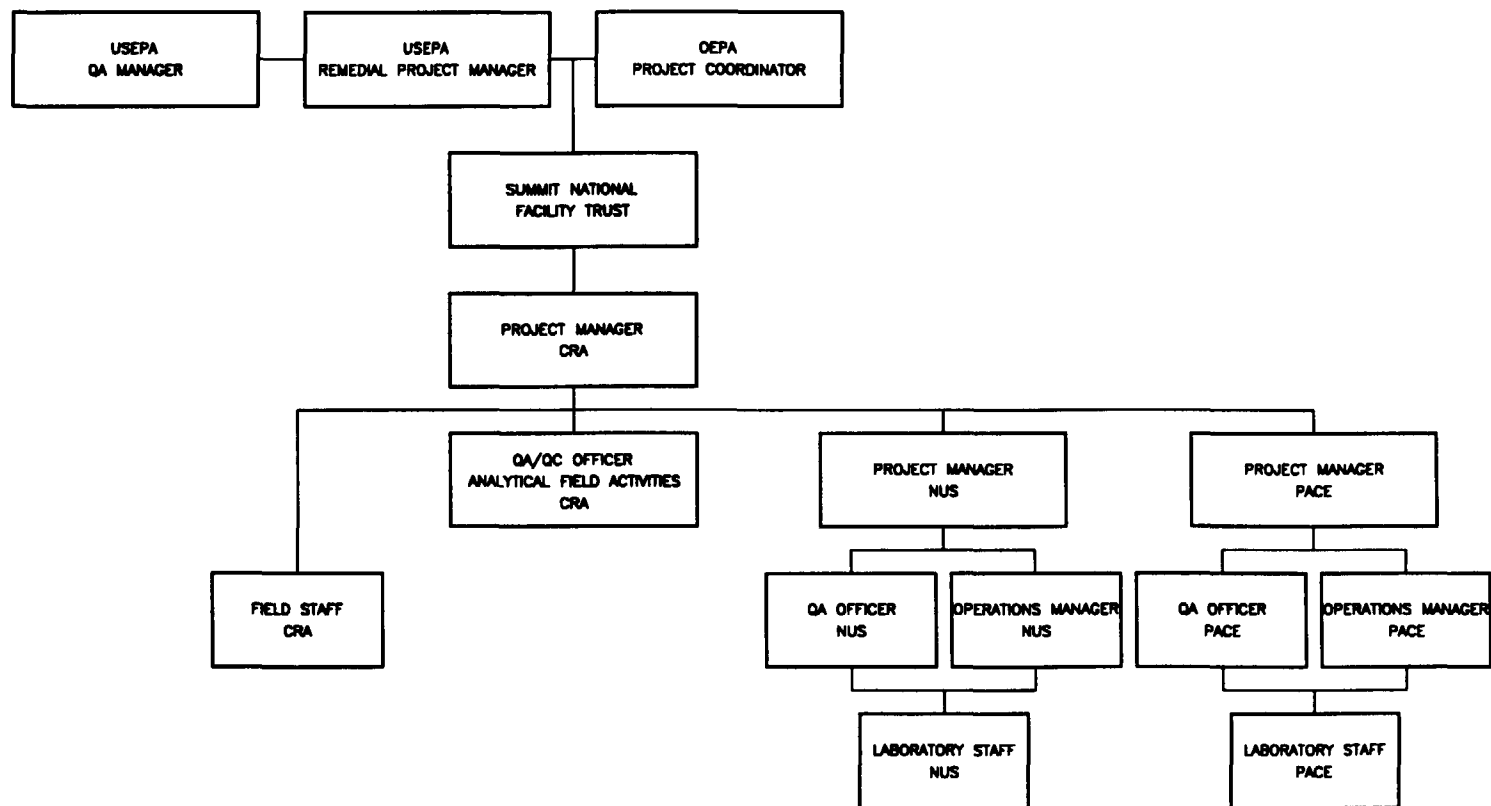 USEPA
QA MANAGER
USEPA
REMEDIAL PROJECT MANAGER
OEPA
PROJECT COORDINATOR
SUMMIT NATIONAL
FACILITY TRUST
PROJECT MANAGER
CRA
QA/QC OFFICER
ANALYTICAL FIELD ACTIVITIES
CRA
PROJECT MANAGER
NUS
PROJECT MANAGER
PACE
FIELD STAFF
CRA
QA OFFICER
NUS
OPERATIONS MANAGER
NUS
QA OFFICER
PACE
OPERATIONS MANAGER
PACE
LABORATORY STAFF
NUS
LABORATORY STAFF
PACE